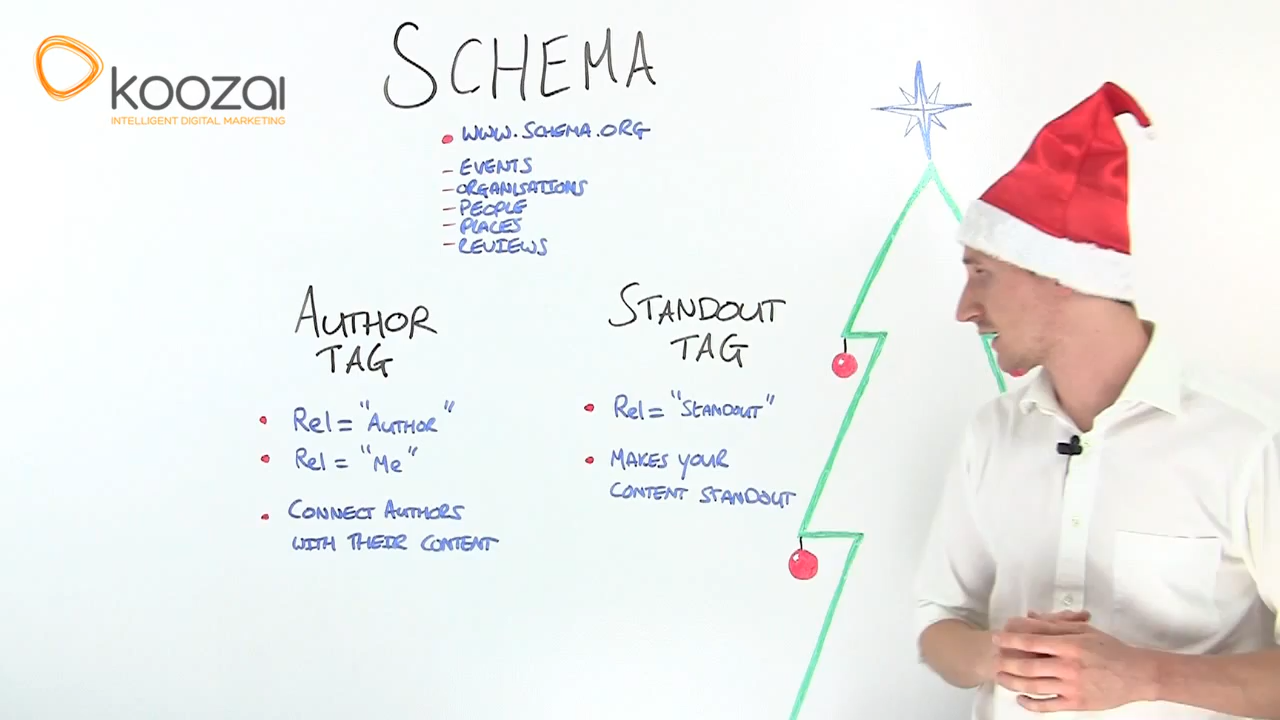 koozai
INTELLIGENT DIGITAL MARKETING
SCHEMA
WWW.SCHEMA.ORG
- EVENTS
- ORGANISATIONS
- PEOPLE
- PLACES
- REVIEWS
AUTHOR
TAG
Rel = "AUTHOR"
Rel = "Me"
CONNECT AUTHORS
WITH THEIR CONTENT
STANDOUT
TAG
Rel = "STANDOUT"
MAKES YOUR
CONTENT STANDOUT